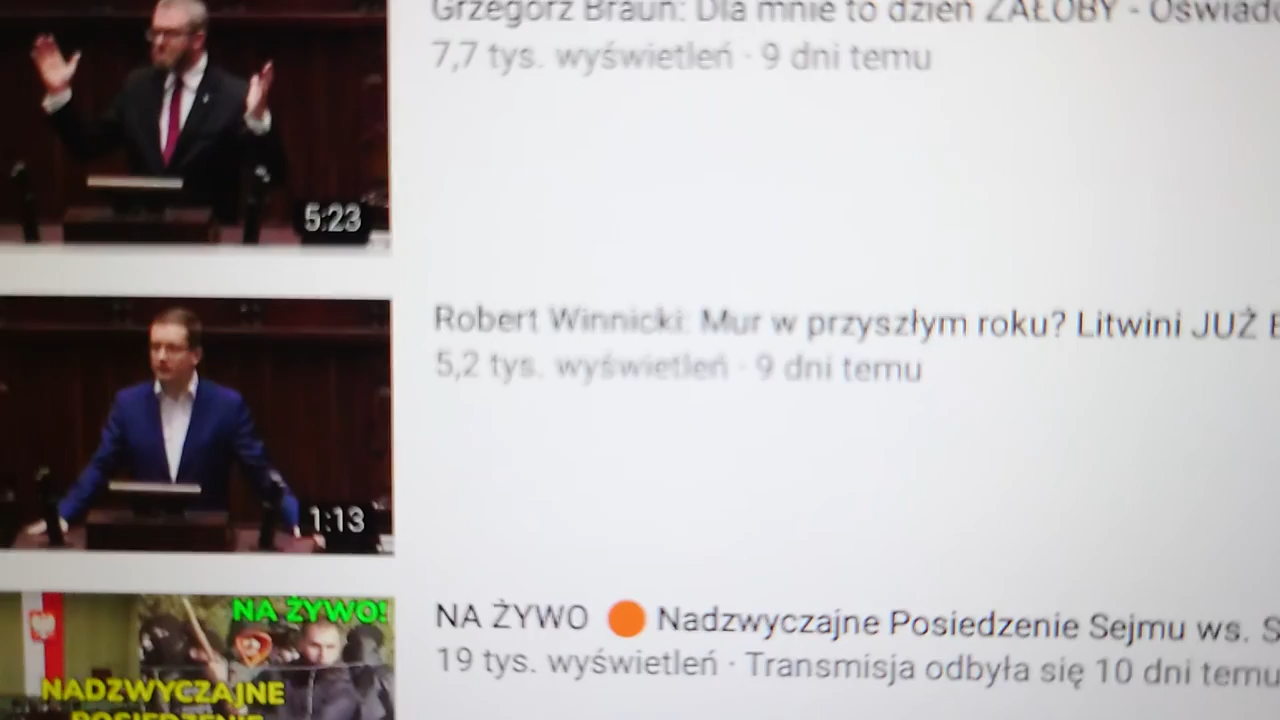 Grzegorz Braun: Dla mnie to dzień ŻAŁOBY - Oświadc
7,7 tys. wyświetleń · 9 dni temu
5:23
Robert Winnicki: Mur w przyszłym roku? Litwini JUŻ
5,2 tys. wyświetleń · 9 dni temu
1:13
NA ŻYWO!
NADZWYCZAJNE
POSIEDZENIE
NA ŻYWO 🟠 Nadzwyczajne Posiedzenie Sejmu ws. S
19 tys. wyświetleń · Transmisja odbyła się 10 dni temu